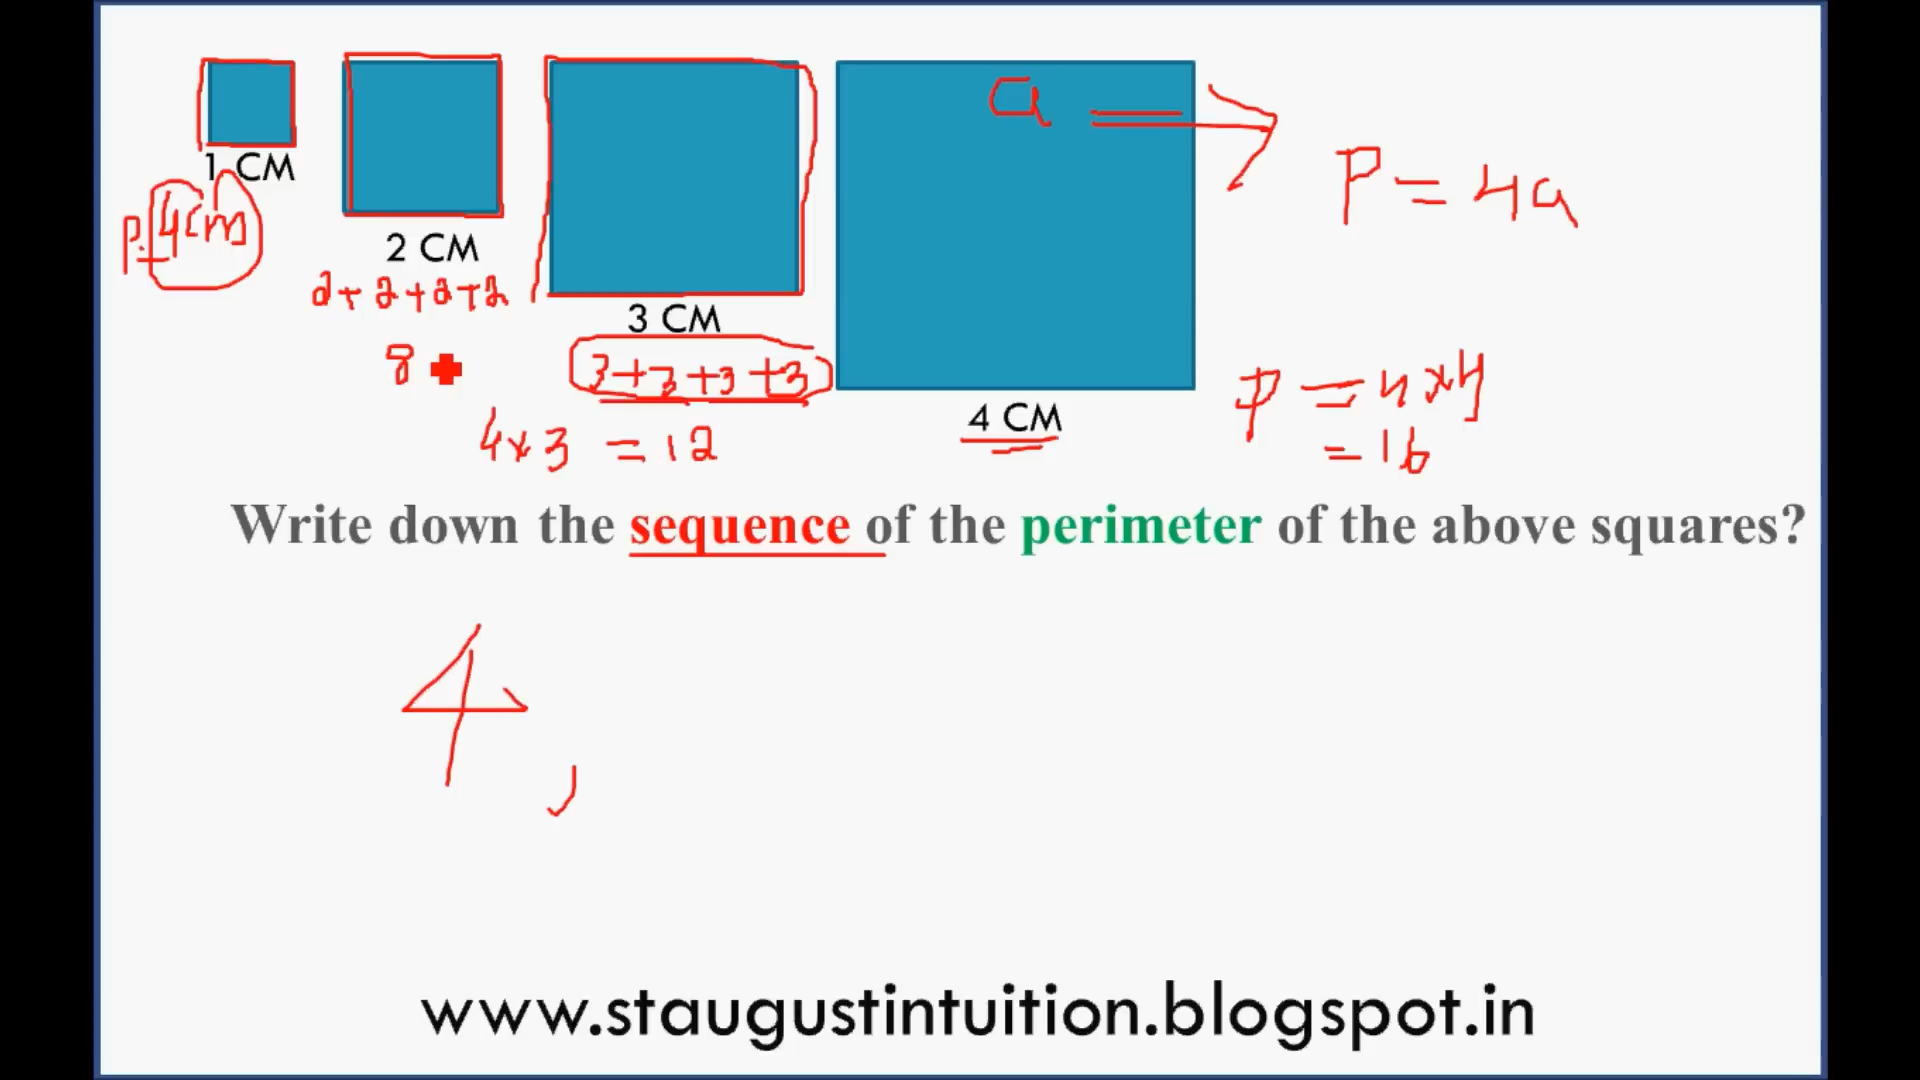 a
P = 4a
1 CM
P = 4cm
2 CM
2+2+2+2
8
3 CM
3+3+3+3
4×3 = 12
4 CM
P = 4×4
= 16
Write down the sequence of the perimeter of the above squares?
4,
www.staugustintuition.blogspot.in